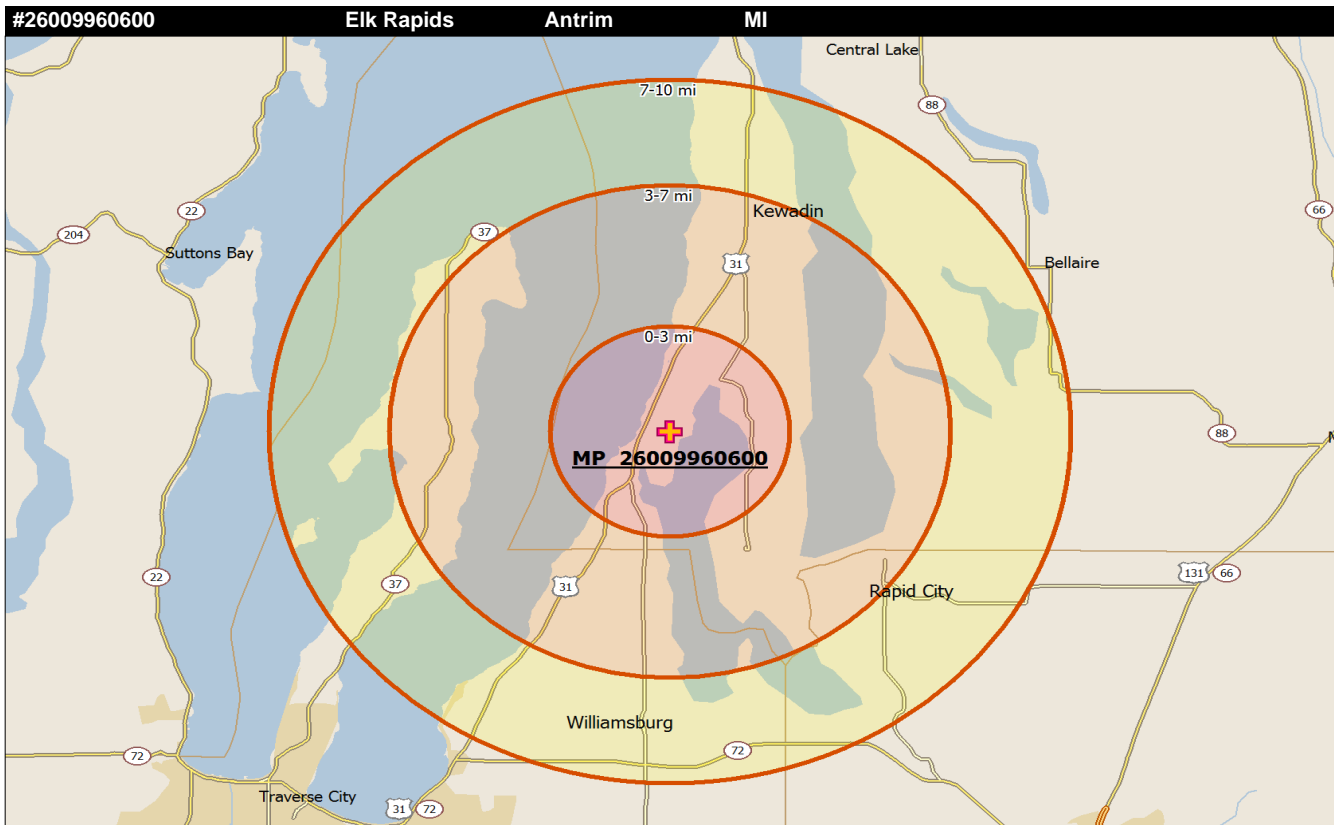 #26009960600 Elk Rapids Antrim MI
Central Lake
7-10 mi
88
3-7 mi
22
Kewadin
66
37
204
Suttons Bay
31
Bellaire
0-3 mi
88
MP 26009960600
22
37
31
131
66
Rapid City
Williamsburg
72
72
Traverse City
31
72